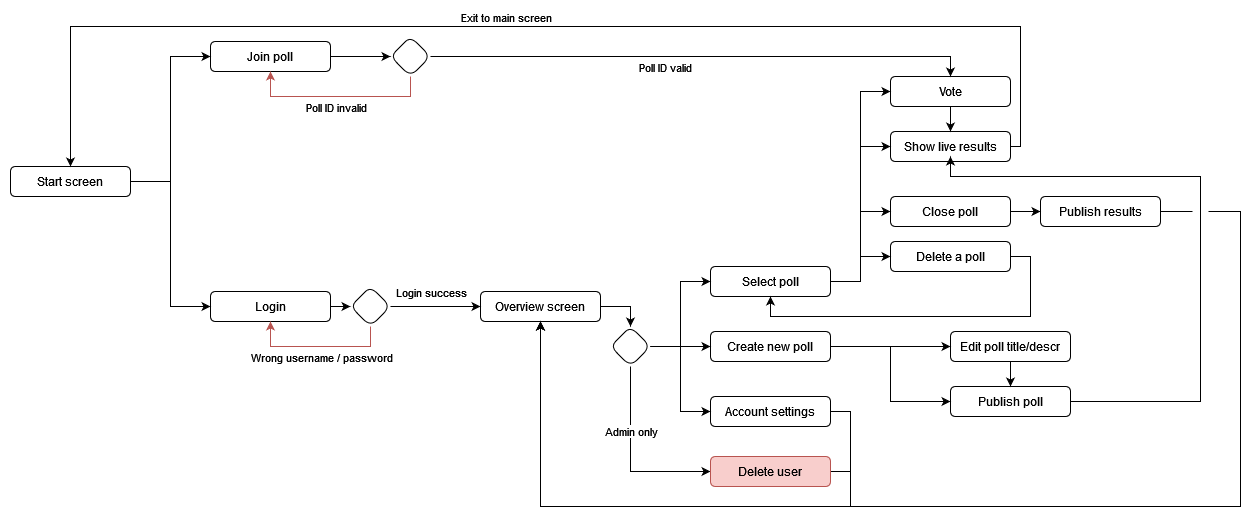 Exit to main screen
Join poll
Poll ID valid
Poll ID invalid
Vote
Show live results
Start screen
Close poll
Publish results
Delete a poll
Select poll
Login
Login success
Overview screen
Wrong username / password
Create new poll
Edit poll title/descr
Publish poll
Account settings
Admin only
Delete user